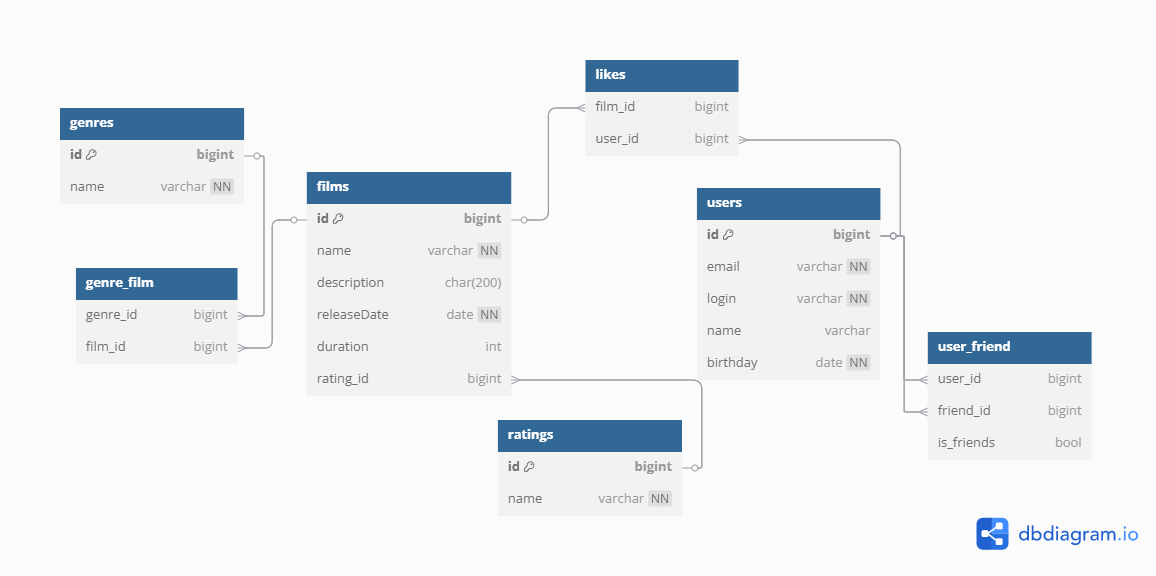 genres
id bigint
name varchar NN
genre_film
genre_id bigint
film_id bigint
films
id bigint
name varchar NN
description char(200)
releaseDate date NN
duration int
rating_id bigint
likes
film_id bigint
user_id bigint
users
id bigint
email varchar NN
login varchar NN
name varchar
birthday date NN
ratings
id bigint
name varchar NN
user_friend
user_id bigint
friend_id bigint
is_friends bool
dbdiagram.io